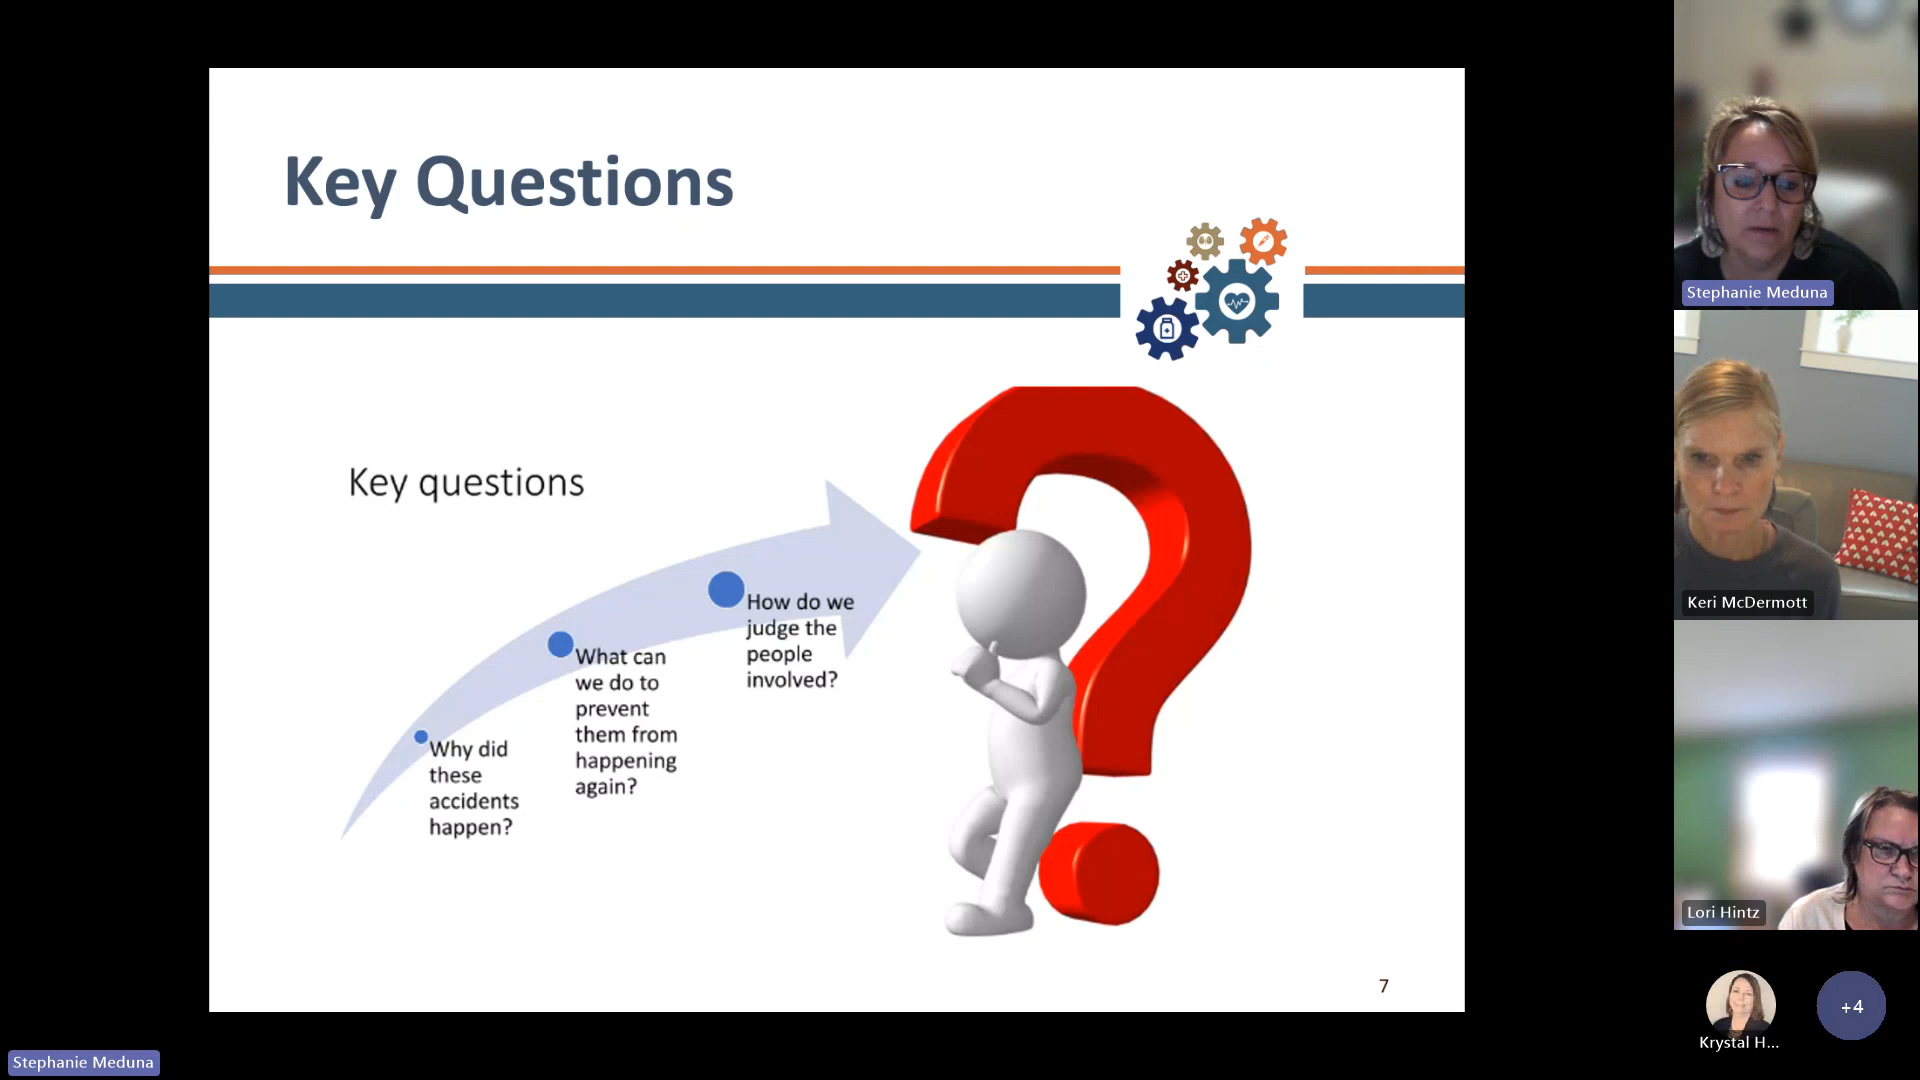 Key Questions
Key questions
How do we
judge the
people
involved?
What can
we do to
prevent
them from
happening
again?
Why did
these
accidents
happen?
7
Stephanie Meduna
Keri McDermott
Lori Hintz
Krystal H...
+4
Stephanie Meduna